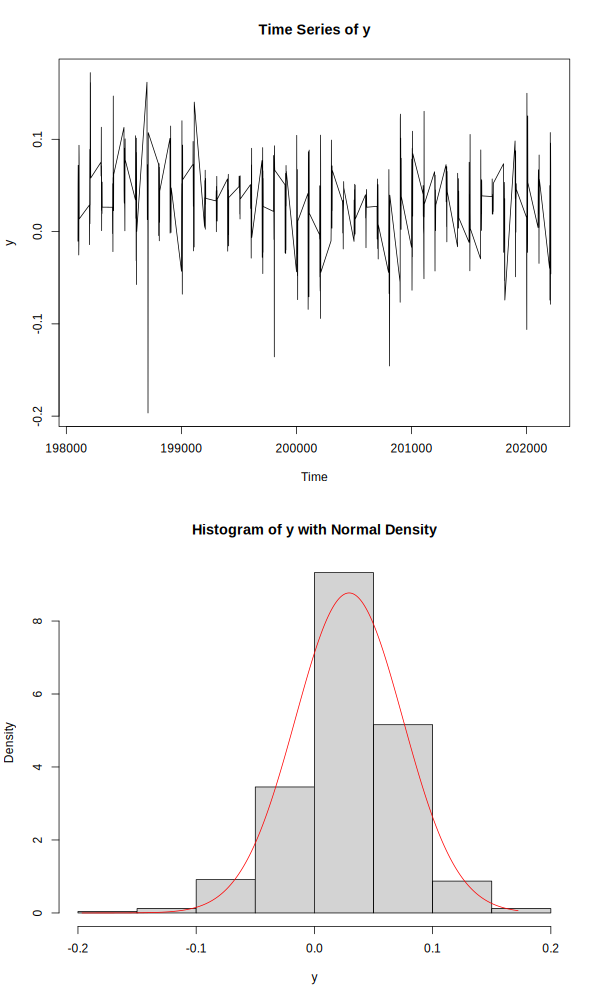 Time Series of y
0.1
0.0
-0.1
-0.2
y
198000 199000 200000 201000 202000
Time
Histogram of y with Normal Density
8
6
4
2
0
Density
-0.2 -0.1 0.0 0.1 0.2
y